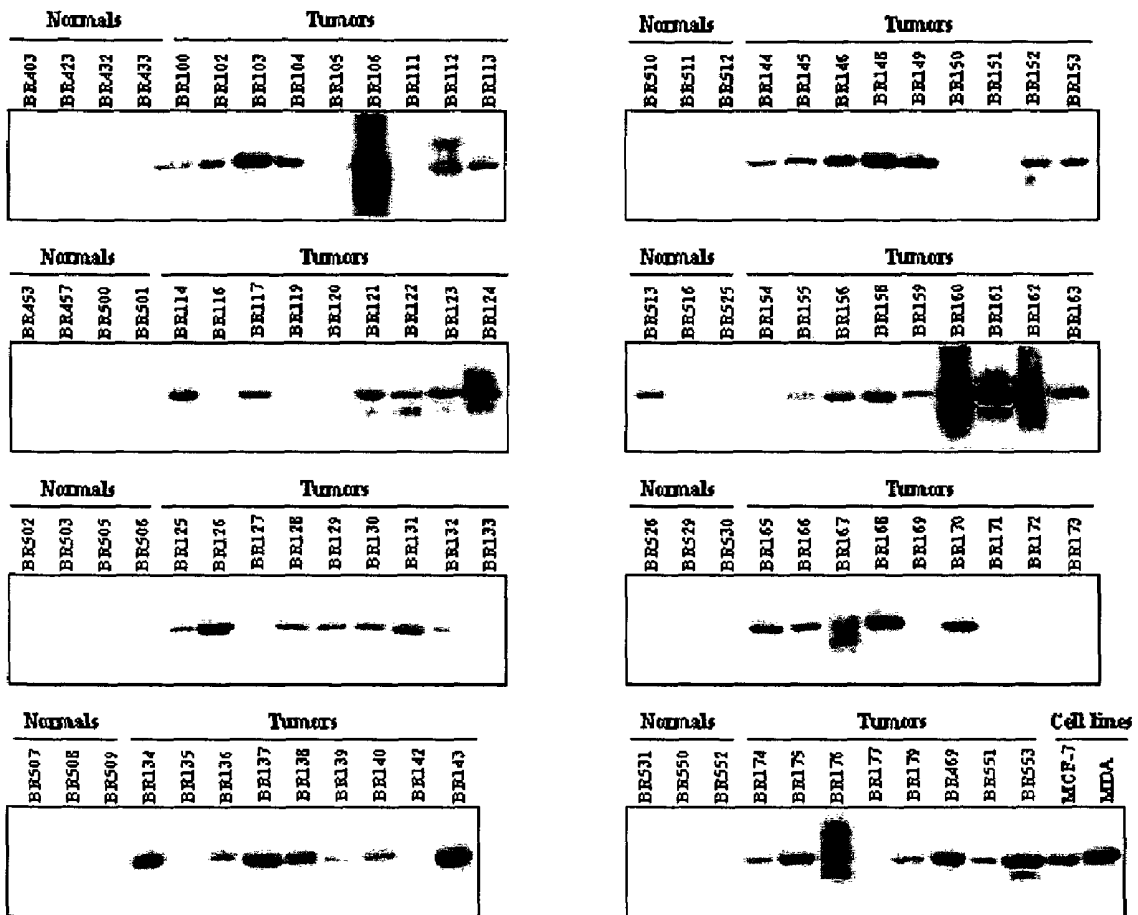 Normals Tumors
BR403 BR423 BR432 BR433 BR100 BR102 BR103 BR104 BR105 BR106 BR111 BR112 BR113
Normals Tumors
BR510 BR511 BR512 BR144 BR145 BR146 BR148 BR149 BR150 BR151 BR152 BR153
Normals Tumors
BR453 BR457 BR500 BR501 BR114 BR116 BR117 BR119 BR120 BR121 BR122 BR123 BR124
Normals Tumors
BR513 BR516 BR525 BR154 BR155 BR156 BR158 BR159 BR160 BR161 BR162 BR163
Normals Tumors
BR502 BR503 BR505 BR506 BR125 BR126 BR127 BR128 BR129 BR130 BR131 BR132 BR133
Normals Tumors
BR526 BR529 BR530 BR165 BR166 BR167 BR168 BR169 BR170 BR171 BR172 BR173
Normals Tumors
BR507 BR508 BR509 BR134 BR135 BR136 BR137 BR138 BR139 BR140 BR142 BR143
Normals Tumors Cell lines
BR531 BR550 BR552 BR174 BR175 BR176 BR177 BR179 BR469 BR551 BR553 MCF-7 MDA